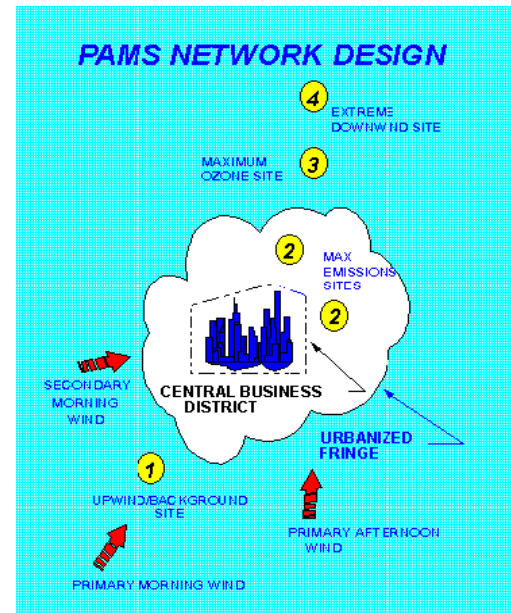 PAMS NETWORK DESIGN
4
EXTREME
DOWNWIND SITE
MAXIMUM
OZONE SITE
3
2
MAX
EMISSIONS
SITES
2
SECONDARY
MORNING
WIND
CENTRAL BUSINESS
DISTRICT
URBANIZED
FRINGE
1
UPWIND/BACKGROUND
SITE
PRIMARY AFTERNOON
WIND
PRIMARY MORNING WIND